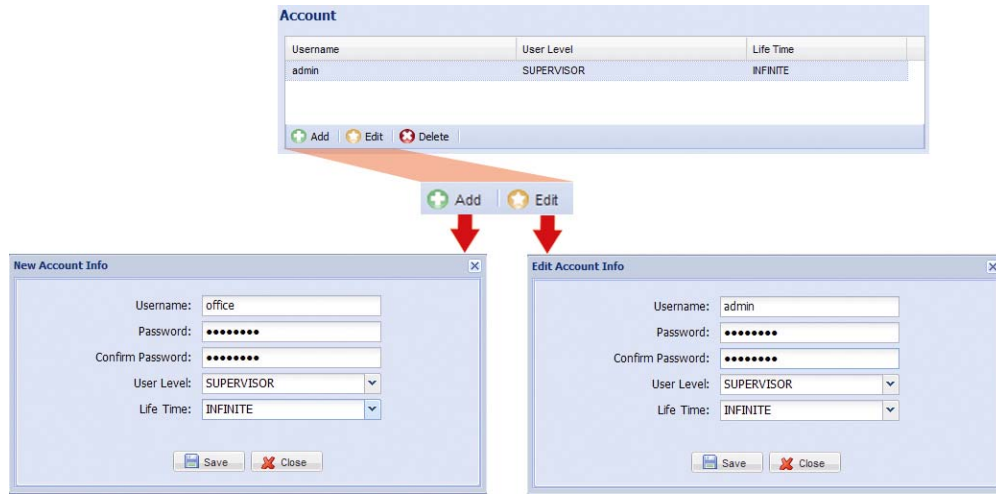 Account
Username User Level Life Time
admin SUPERVISOR INFINITE
Add Edit Delete
Add Edit
New Account Info
Username: office
Password: ••••••••
Confirm Password: ••••••••
User Level: SUPERVISOR
Life Time: INFINITE
Save Close
Edit Account Info
Username: admin
Password: ••••••••
Confirm Password: ••••••••
User Level: SUPERVISOR
Life Time: INFINITE
Save Close